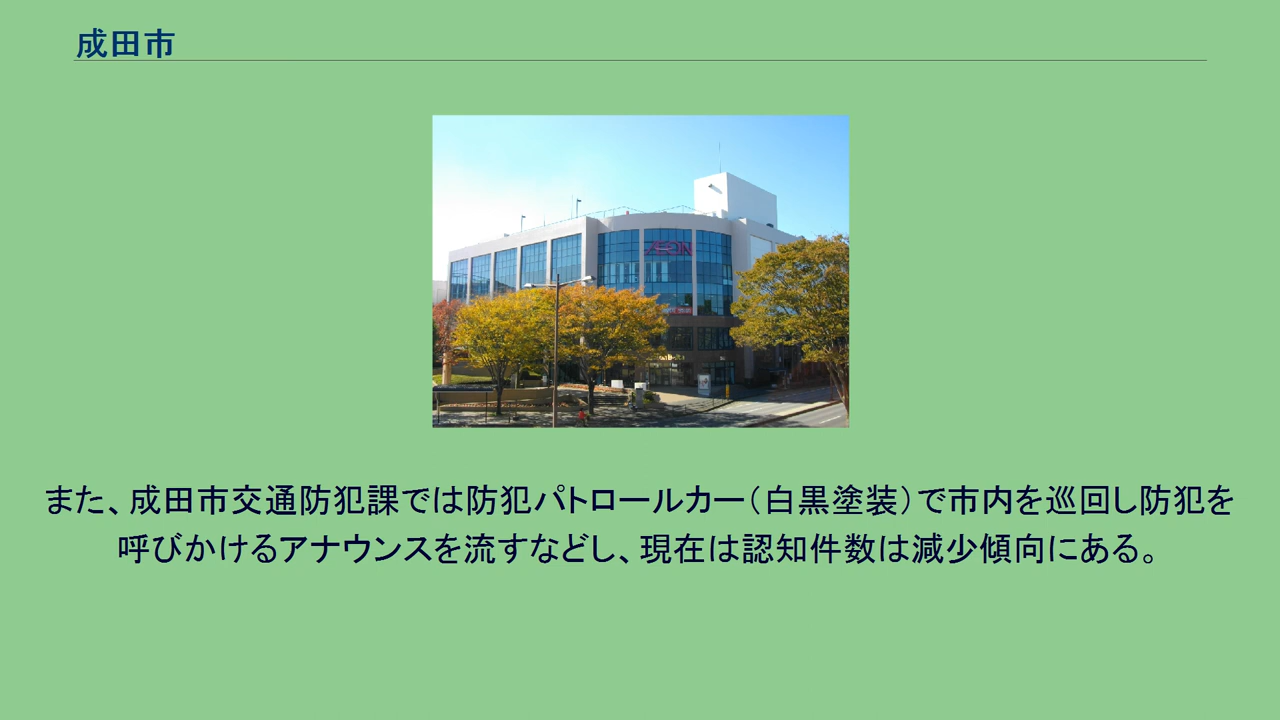 成田市
ÆON
また、成田市交通防犯課では防犯パトロールカー（白黒塗装）で市内を巡回し防犯を
呼びかけるアナウンスを流すなどし、現在は認知件数は減少傾向にある。